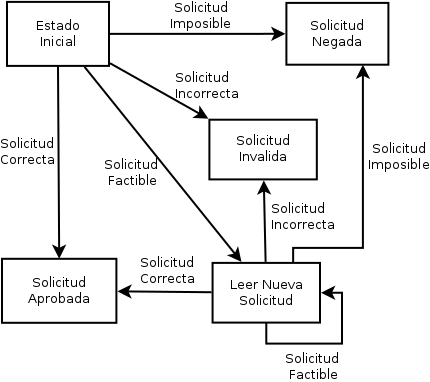 Solicitud
Imposible
Estado
Inicial
Solicitud
Negada
Solicitud
Incorrecta
Solicitud
Correcta
Solicitud
Factible
Solicitud
Invalida
Solicitud
Imposible
Solicitud
Incorrecta
Solicitud
Aprobada
Solicitud
Correcta
Leer Nueva
Solicitud
Solicitud
Factible